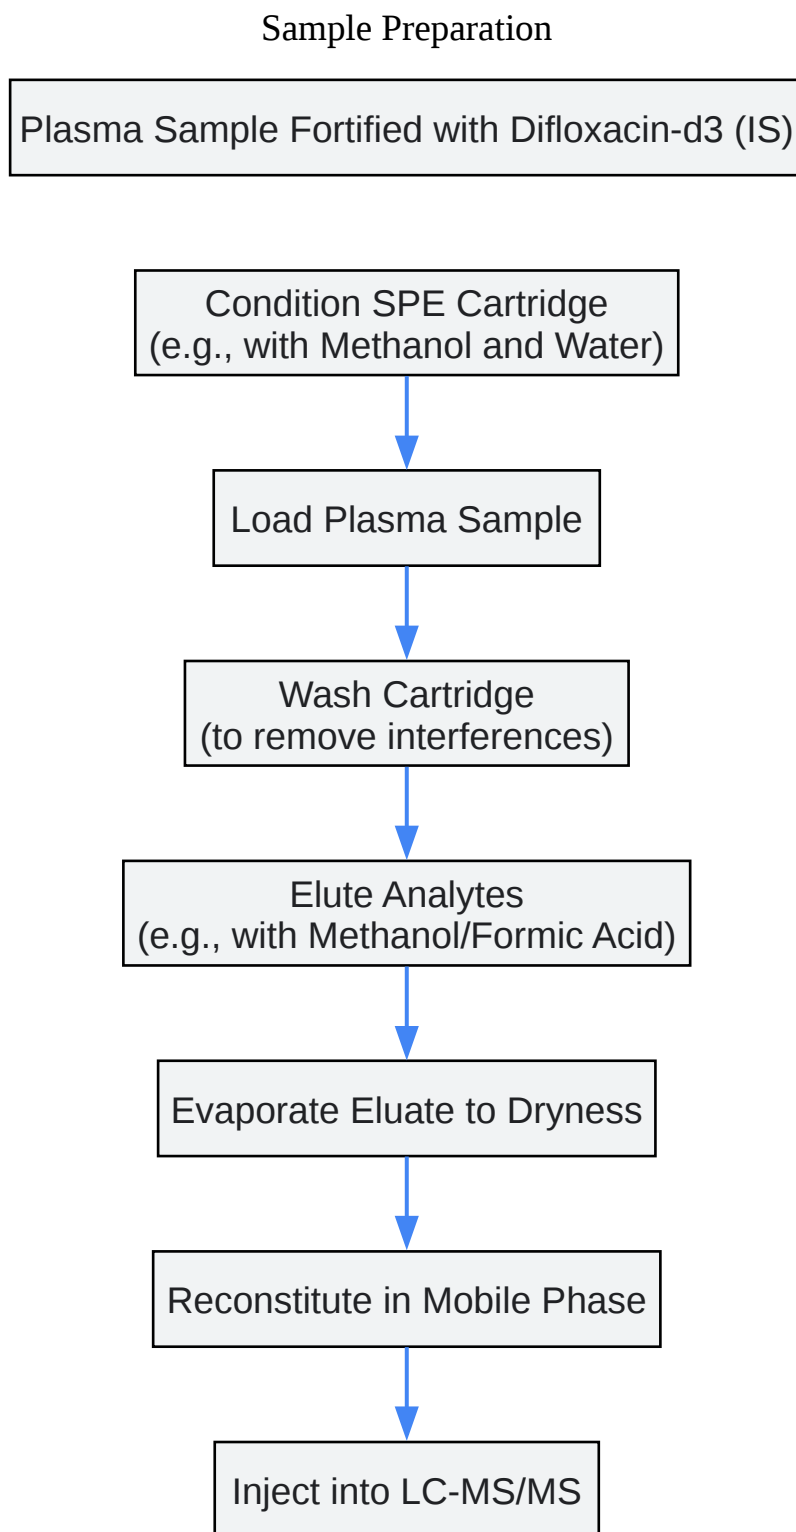 Sample Preparation
Plasma Sample Fortified with Difloxacin-d3 (IS)
Condition SPE Cartridge
(e.g., with Methanol and Water)
Load Plasma Sample
Wash Cartridge
(to remove interferences)
Elute Analytes
(e.g., with Methanol/Formic Acid)
Evaporate Eluate to Dryness
Reconstitute in Mobile Phase
Inject into LC-MS/MS